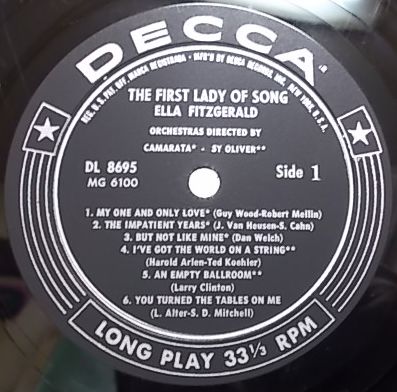 DECCA
REG. U.S. PAT. OFF. MARCA REGISTRADA • MFR'D BY DECCA RECORDS, INC., NEW YORK, U.S.A.
THE FIRST LADY OF SONG
ELLA FITZGERALD
ORCHESTRAS DIRECTED BY
CAMARATA* - SY OLIVER**
DL 8695
MG 6100
Side 1
1. MY ONE AND ONLY LOVE* (Guy Wood-Robert Mellin)
2. THE IMPATIENT YEARS* (J. Van Heusen-S. Cahn)
3. BUT NOT LIKE MINE* (Dan Welch)
4. I'VE GOT THE WORLD ON A STRING**
(Harold Arlen-Ted Koehler)
5. AN EMPTY BALLROOM**
(Larry Clinton)
6. YOU TURNED THE TABLES ON ME
(L. Alter-S. D. Mitchell)
LONG PLAY 33 1/3 RPM